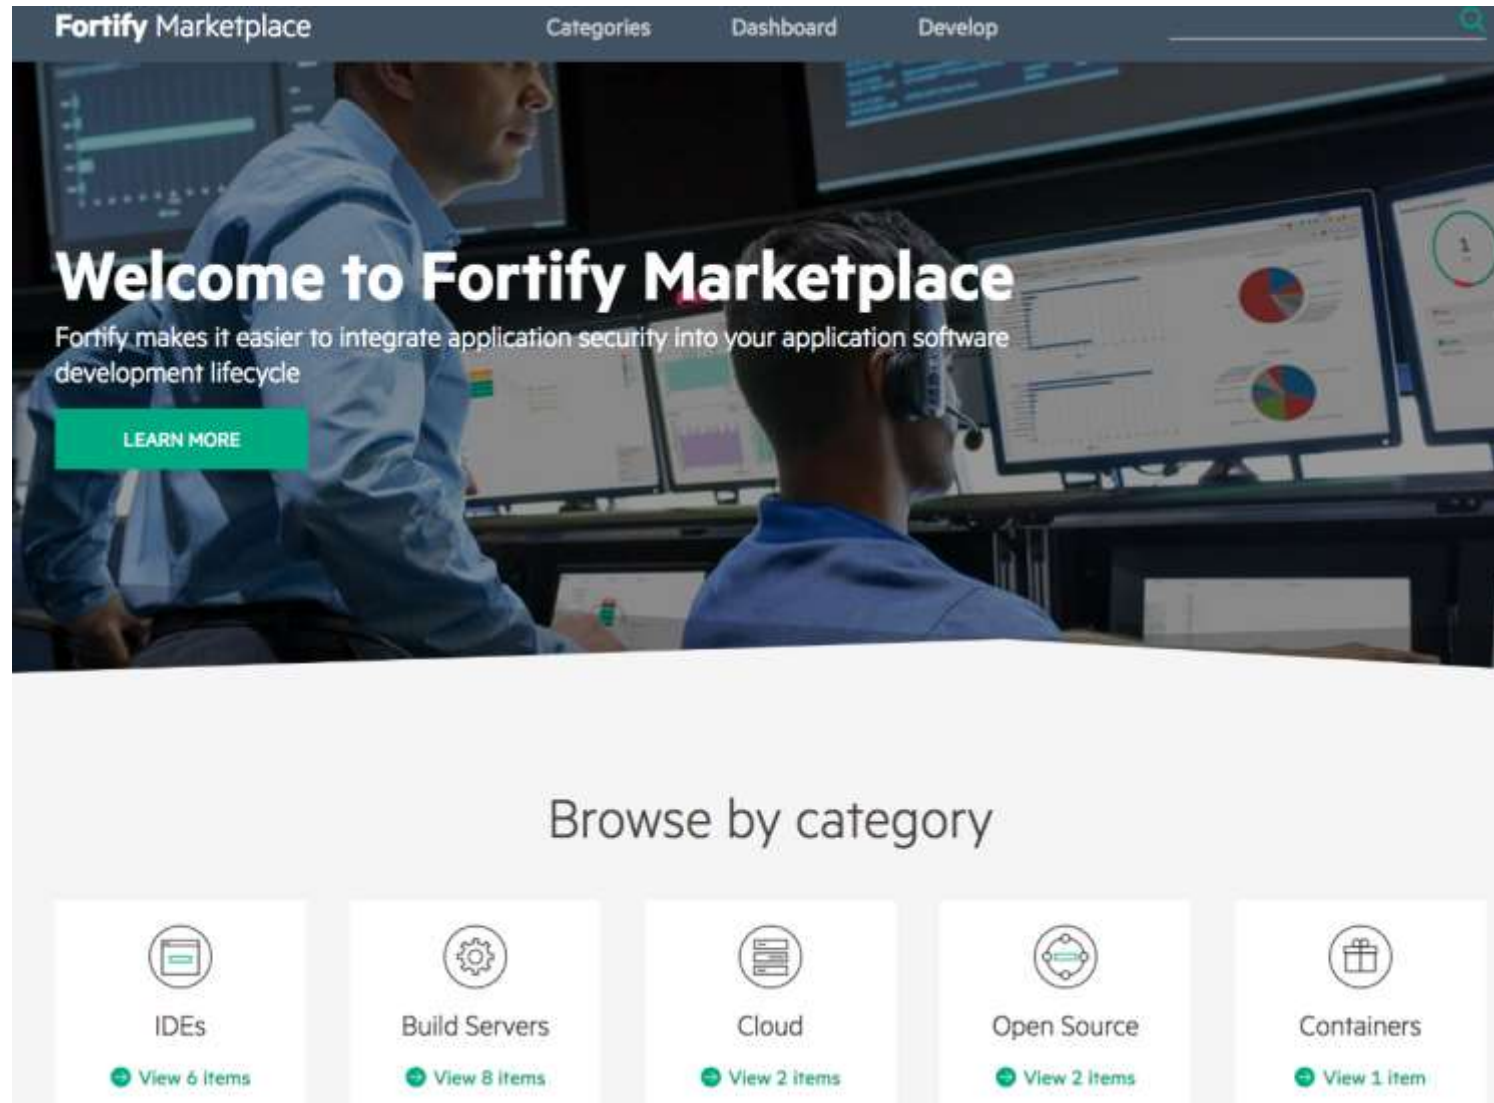 Fortify Marketplace
Categories
Dashboard
Develop
Welcome to Fortify Marketplace
Fortify makes it easier to integrate application security into your application software
development lifecycle
LEARN MORE
Browse by category
IDEs
Build Servers
Cloud
Open Source
Containers
View 6 items
View 8 items
View 2 items
View 2 items
View 1 item